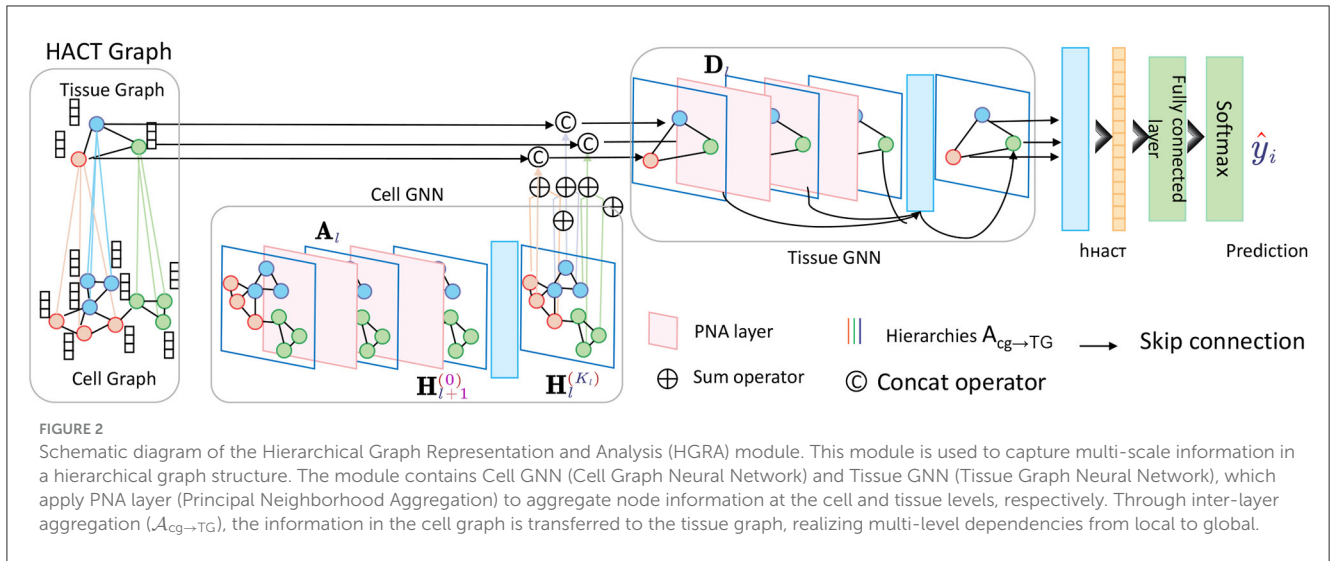 HACT Graph
Tissue Graph
Cell Graph
Cell GNN
A_l
H_{l+1}^{(0)}
H_l^{(K_l)}
C
C
C
D_l
Tissue GNN
hHACT
Fully connected
layer
Softmax
ŷ_i
Prediction
PNA layer
Hierarchies A_{cg→TG}
Skip connection
Sum operator
C Concat operator
FIGURE 2
Schematic diagram of the Hierarchical Graph Representation and Analysis (HGRA) module. This module is used to capture multi-scale information in
a hierarchical graph structure. The module contains Cell GNN (Cell Graph Neural Network) and Tissue GNN (Tissue Graph Neural Network), which
apply PNA layer (Principal Neighborhood Aggregation) to aggregate node information at the cell and tissue levels, respectively. Through inter-layer
aggregation (𝒜_{cg→TG}), the information in the cell graph is transferred to the tissue graph, realizing multi-level dependencies from local to global.